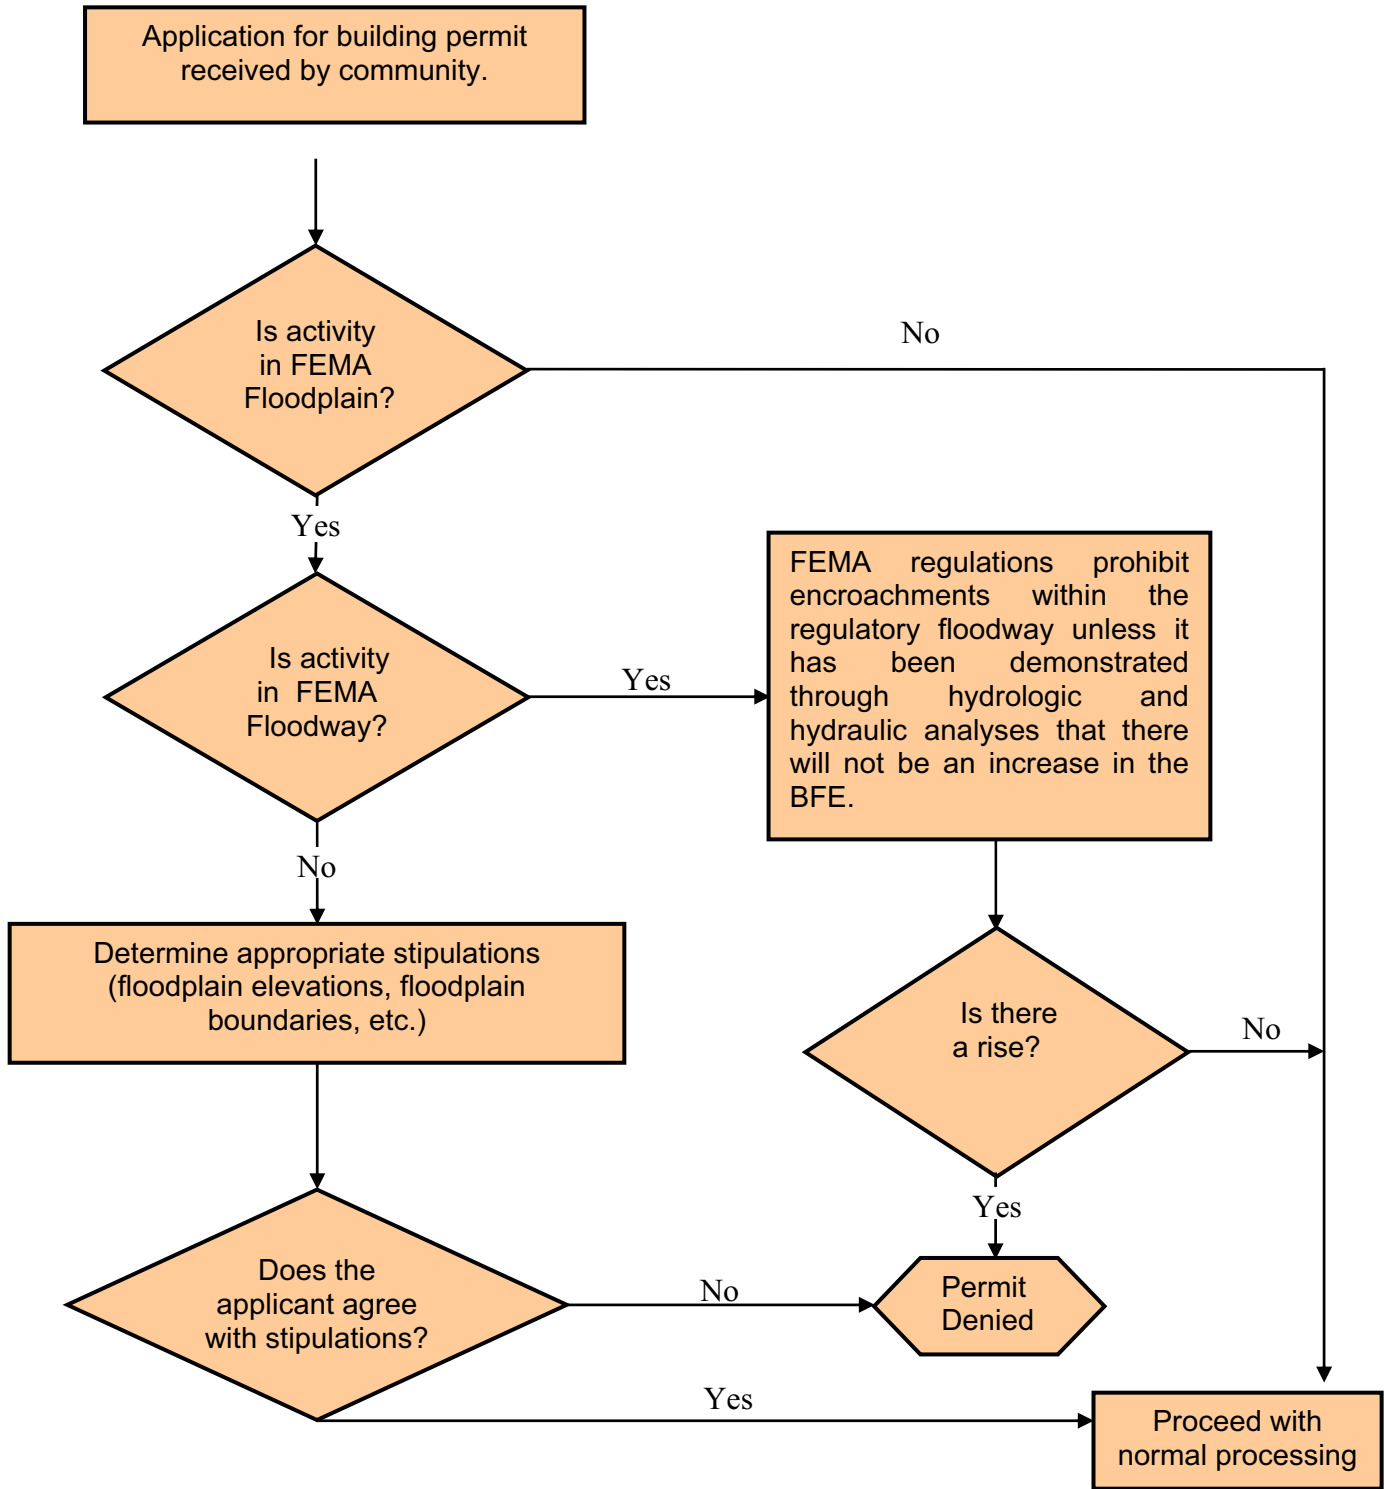 Application for building permit
received by community.
Is activity
in FEMA
Floodplain?
No
Yes
Is activity
in FEMA
Floodway?
Yes
FEMA regulations prohibit
encroachments within the
regulatory floodway unless it
has been demonstrated
through hydrologic and
hydraulic analyses that there
will not be an increase in the
BFE.
No
Determine appropriate stipulations
(floodplain elevations, floodplain
boundaries, etc.)
Is there
a rise?
No
Yes
Does the
applicant agree
with stipulations?
No
Permit
Denied
Yes
Proceed with
normal processing